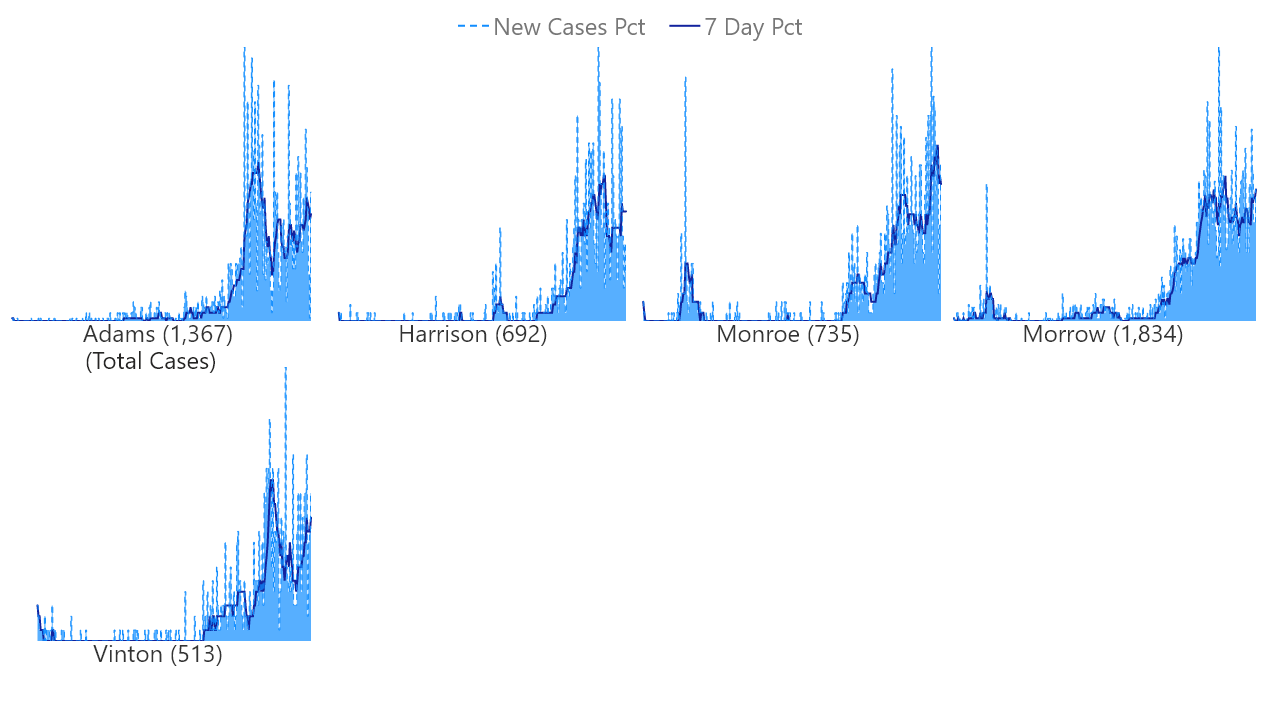 New Cases Pct 7 Day Pct
Adams (1,367) Harrison (692) Monroe (735) Morrow (1,834)
(Total Cases)
Vinton (513)